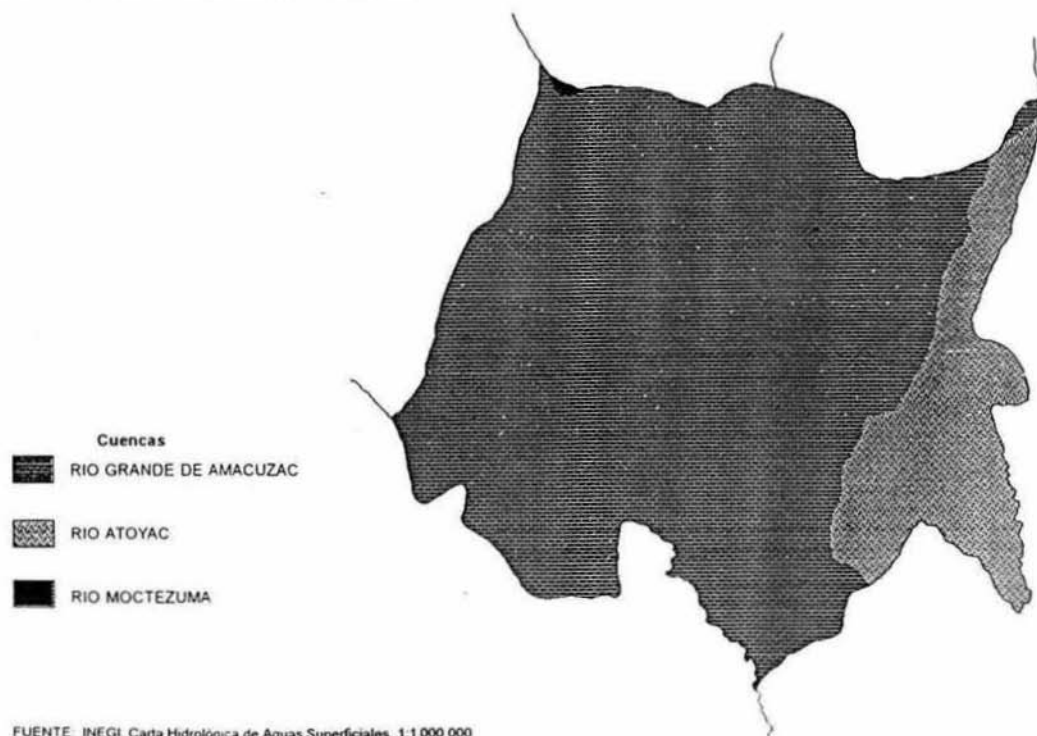 Cuencas
RIO GRANDE DE AMACUZAC
RIO ATOYAC
RIO MOCTEZUMA
FUENTE: INEGI. Carta Hidrológica de Aguas Superficiales, 1:1 000 000